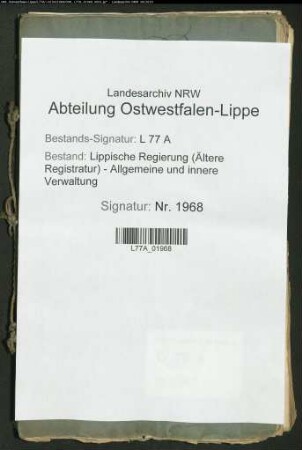 Landesarchiv NRW
Abteilung Ostwestfalen-Lippe
Bestands-Signatur: L 77 A
Bestand: Lippische Regierung (Ältere
Registratur) - Allgemeine und innere
Verwaltung
Signatur: Nr. 1968
L77A_01968